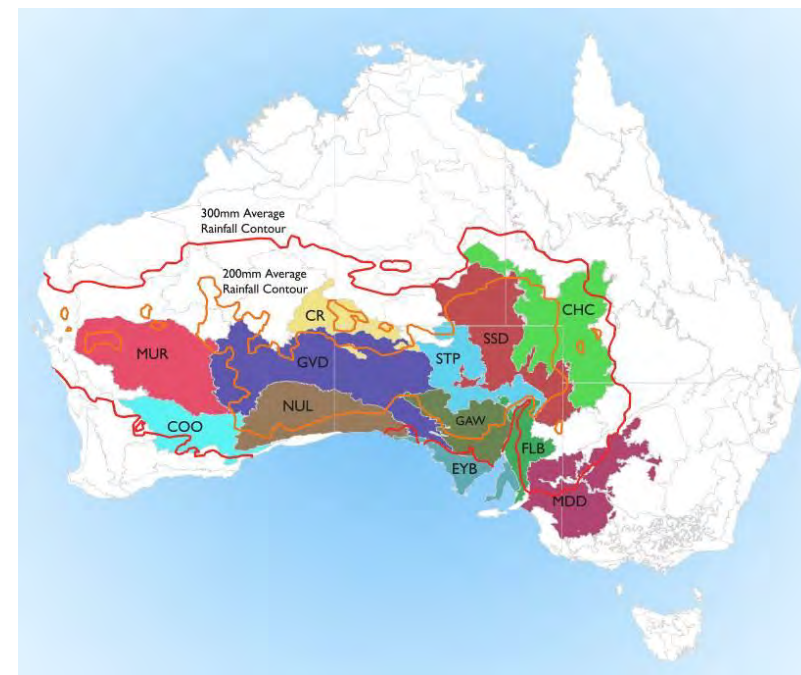 300mm Average
Rainfall Contour
200mm Average
Rainfall Contour
CR
CHC
SSD
MUR
GVD
STP
NUL
COO
GAW
FLB
EYB
MDD